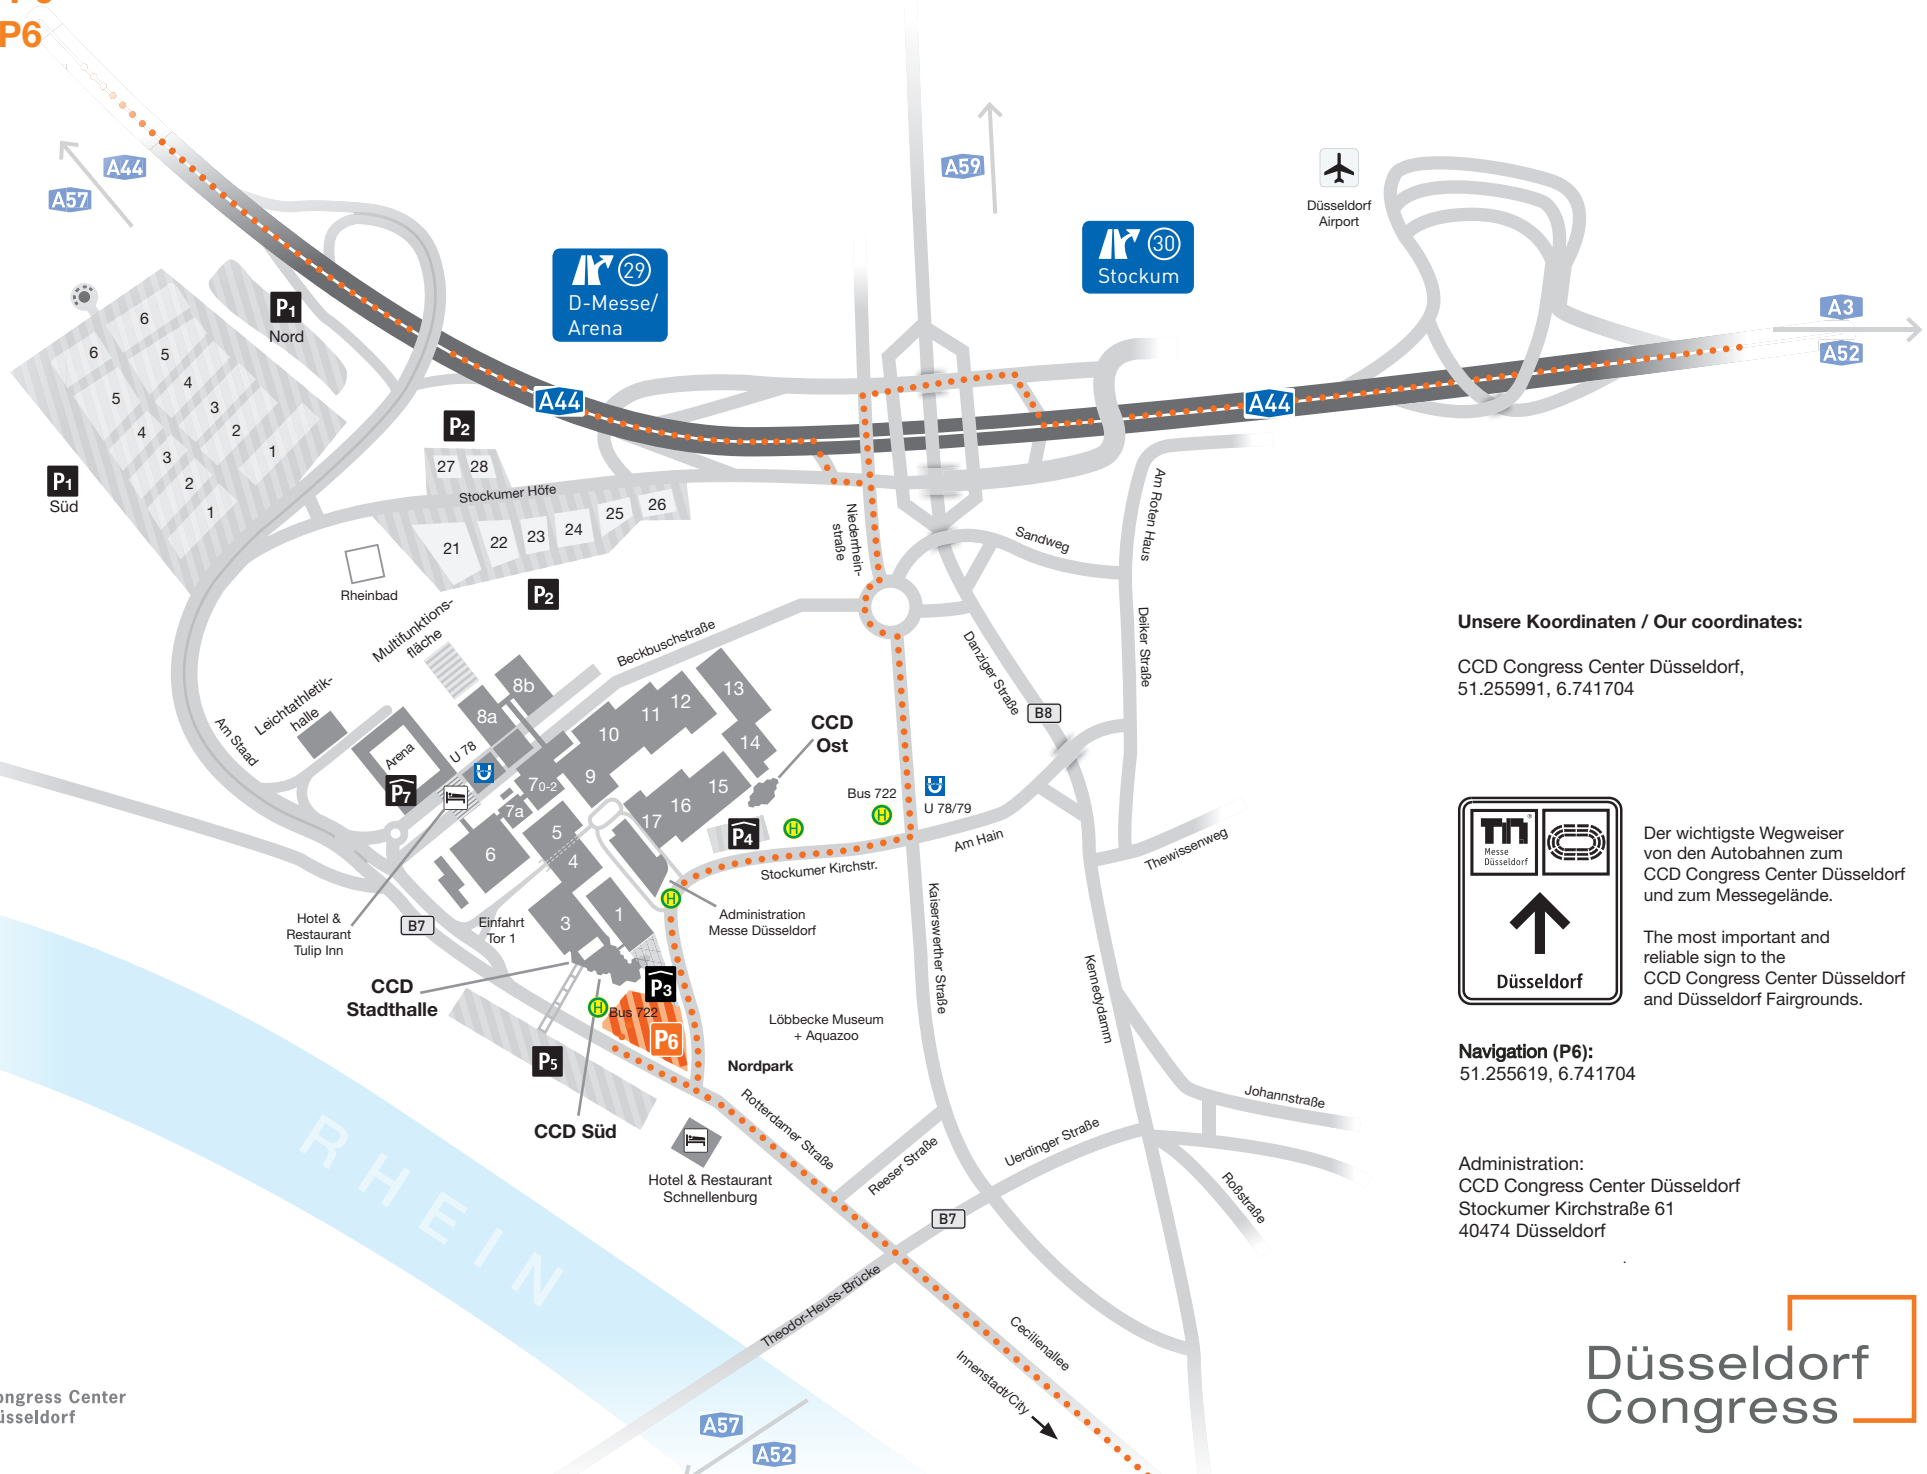 P6
A44
A57
A59
Düsseldorf
Airport
29
D-Messe/
Arena
30
Stockum
A3
A52
P1
Nord
6
5
4
3
2
1
6
5
4
3
2
1
P1
Süd
A44
A44
P2
27
28
Stockumer Höfe
21
22
23
24
25
26
P2
Rheinbad
Niederrhein-
straße
Sandweg
Am Roten Haus
Deiker Straße
Danziger Straße
B8
Multifunktions-
fläche
Leichtathletik-
halle
Beckbuschstraße
Am Staad
Arena
P7
U 78
8b
8a
7 0-2
7a
13
12
11
10
9
14
15
16
17
5
4
6
3
1
CCD
Ost
Bus 722
H
H
U 78/79
P4
Stockumer Kirchstr.
Am Hain
Thewissenweg
H
Administration
Messe Düsseldorf
Hotel &
Restaurant
Tulip Inn
B7
Einfahrt
Tor 1
CCD
Stadthalle
P3
H
Bus 722
P6
P5
CCD Süd
Löbbecke Museum
+ Aquazoo
Nordpark
Kaiserswerther Straße
Kennedydamm
Rotterdamer Straße
Hotel & Restaurant
Schnellenburg
Reeser Straße
Uerdinger Straße
Johannstraße
Roßstraße
B7
Theodor-Heuss-Brücke
Cecilienallee
Innenstadt/City
RHEIN
A57
A52
Unsere Koordinaten / Our coordinates:
CCD Congress Center Düsseldorf,
51.255991, 6.741704
Messe
Düsseldorf
Düsseldorf
Der wichtigste Wegweiser
von den Autobahnen zum
CCD Congress Center Düsseldorf
und zum Messegelände.
The most important and
reliable sign to the
CCD Congress Center Düsseldorf
and Düsseldorf Fairgrounds.
Navigation (P6):
51.255619, 6.741704
Administration:
CCD Congress Center Düsseldorf
Stockumer Kirchstraße 61
40474 Düsseldorf
ongress Center
üsseldorf
Düsseldorf
Congress